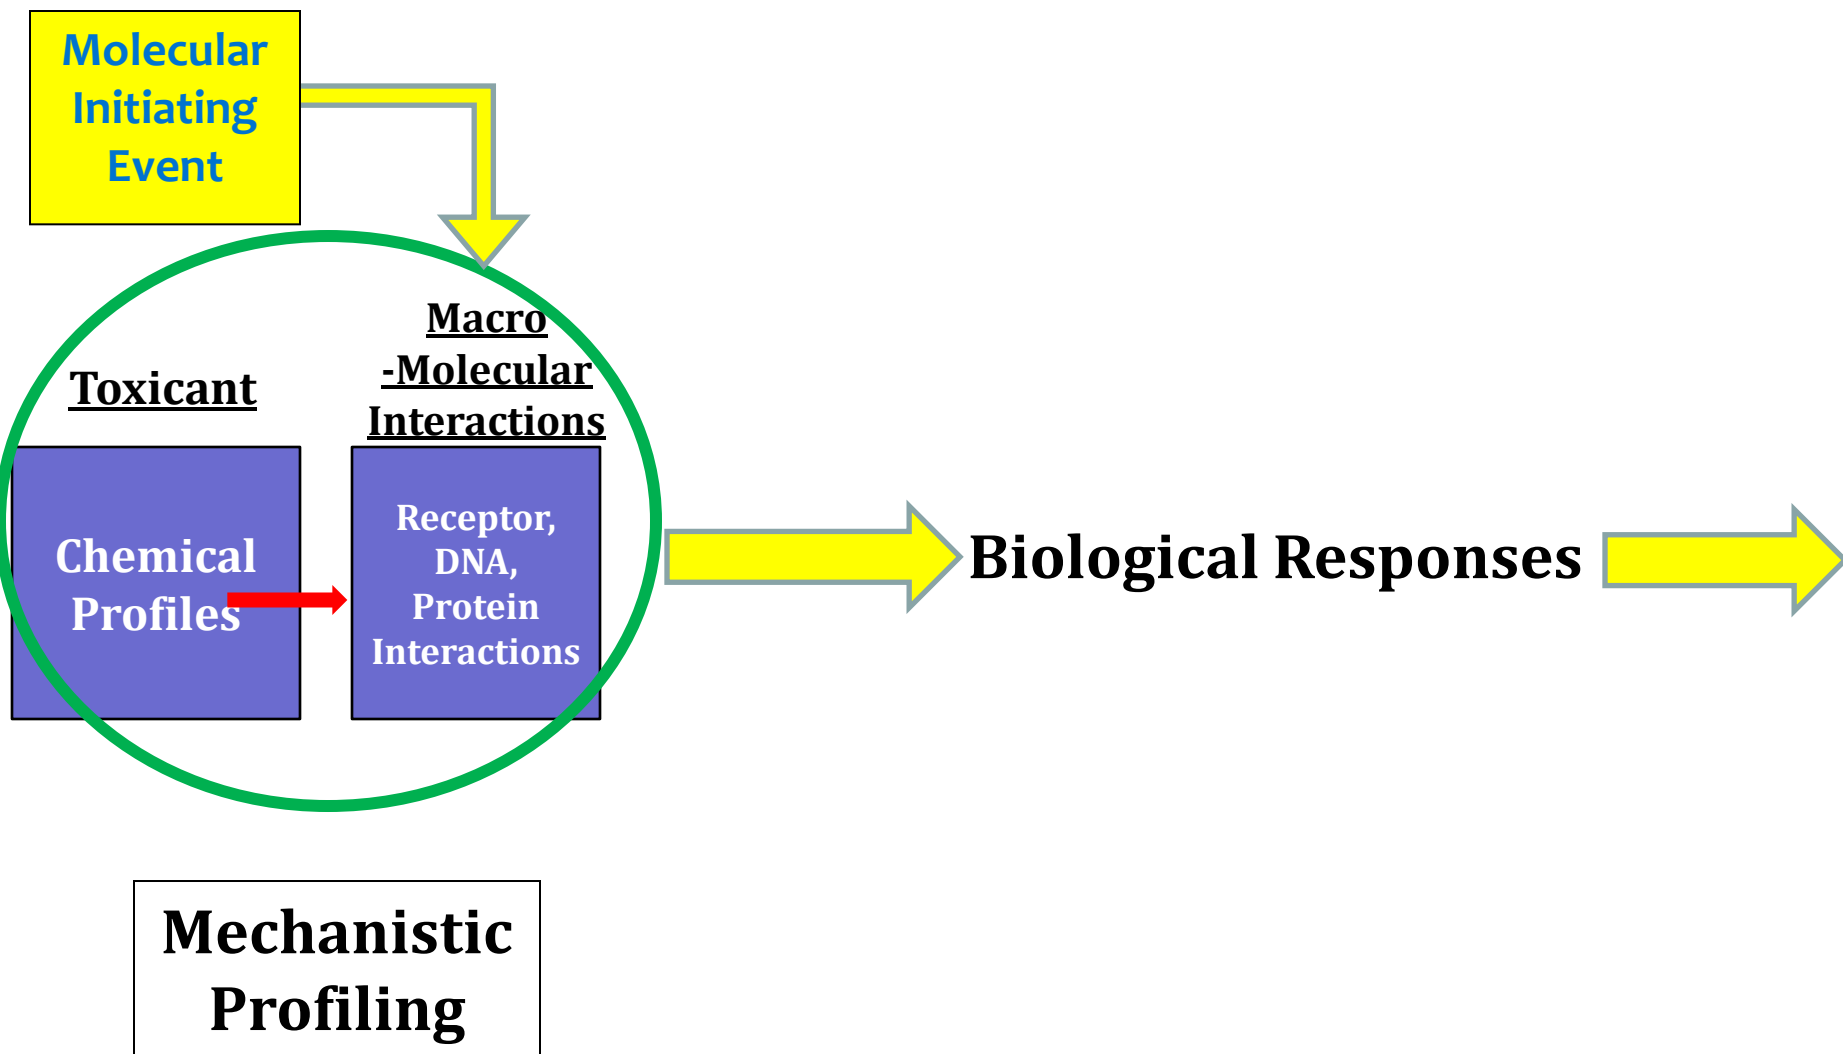 Molecular
Initiating
Event
Toxicant
Macro
-Molecular
Interactions
Chemical
Profiles
Receptor,
DNA,
Protein
Interactions
Biological Responses
Mechanistic
Profiling